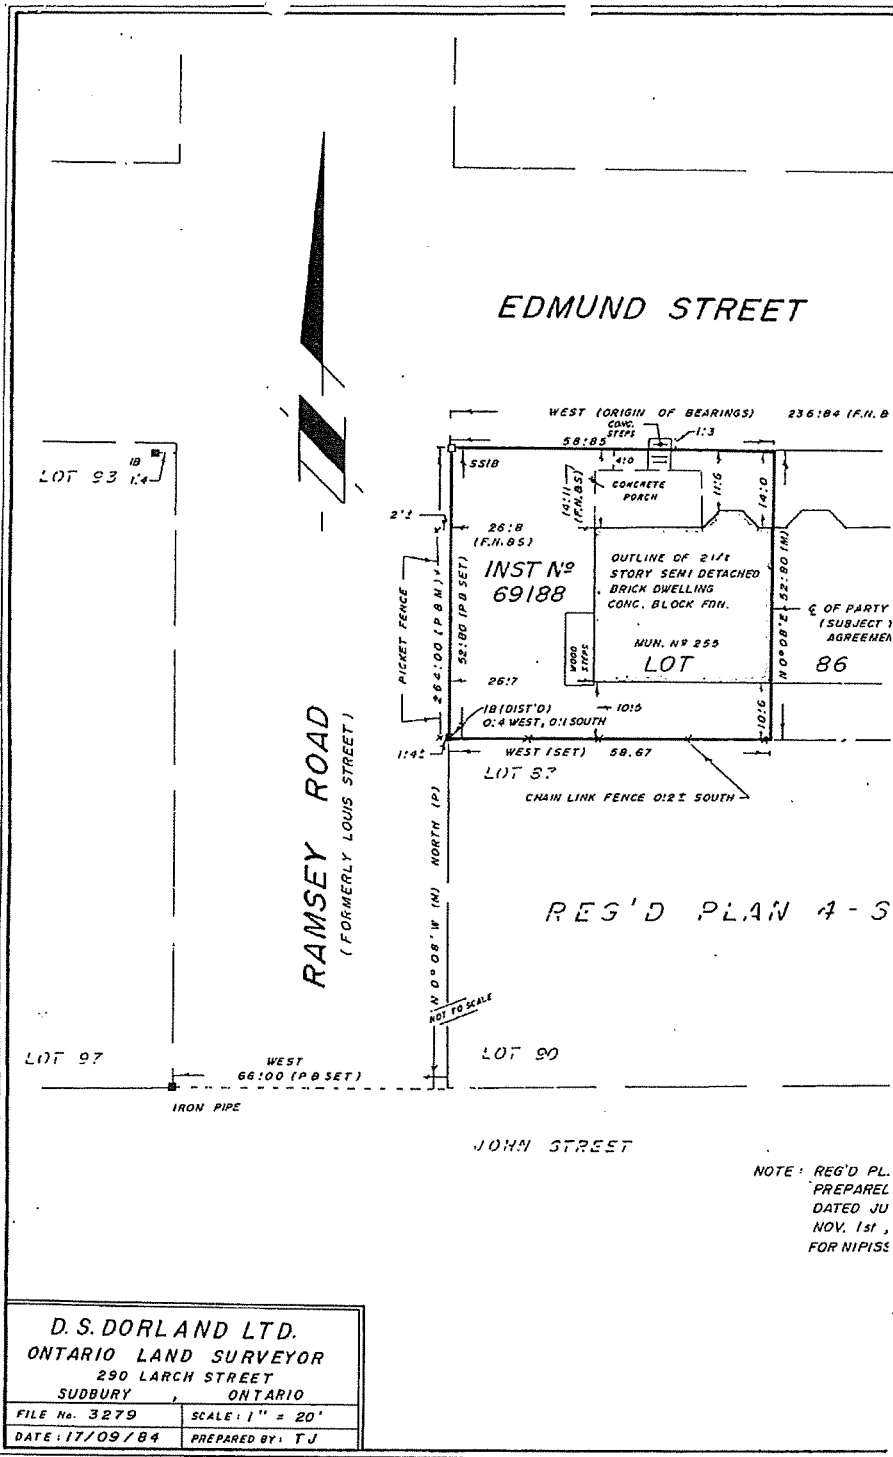 EDMUND STREET
WEST (ORIGIN OF BEARINGS) 236:84 (F.N. B
CONC.
STEPS
1:3
58:85
LOT 93
IB
1:4
SSIB
4:0
CONCRETE
PORCH
14:11
(F.N.BS)
11:6
14:0
2'±
26:8
(F.N. BS)
INST Nº
69188
OUTLINE OF 2 1/2
STORY SEMI DETACHED
BRICK DWELLING
CONC. BLOCK FDN.
MUN. Nº 255
LOT
86
WOOD
STEPS
PICKET FENCE
264:00 (P B M)
52:80 (P B SET)
N 0°08'E 52:80 (M)
℄ OF PARTY
(SUBJECT
AGREEMEN
26:7
IB (DIST'D)
0:4 WEST, 0:1 SOUTH
10:6
10:6
1:4±
WEST (SET) 58.67
LOT 87
CHAIN LINK FENCE 0:2± SOUTH
RAMSEY ROAD
(FORMERLY LOUIS STREET)
N 0°08'W (M) NORTH (P)
NOT TO SCALE
REG'D PLAN 4-S
LOT 97
WEST
66:00 (P B SET)
LOT 90
IRON PIPE
JOHN STREET
NOTE: REG'D PL.
PREPARED
DATED JU
NOV. 1st,
FOR NIPISS
D. S. DORLAND LTD.
ONTARIO LAND SURVEYOR
290 LARCH STREET
SUDBURY , ONTARIO
FILE No. 3279 SCALE: 1" = 20'
DATE: 17/09/84 PREPARED BY: TJ